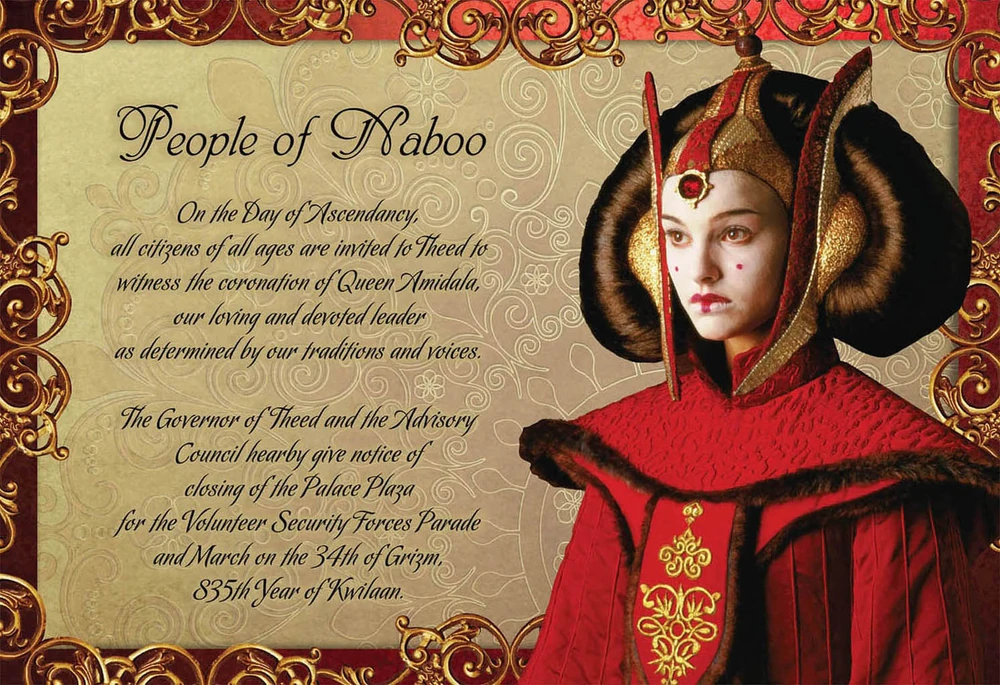 People of Naboo
On the Day of Ascendancy,
all citizens of all ages are invited to Theed to
witness the coronation of Queen Amidala,
our loving and devoted leader
as determined by our traditions and voices.
The Governor of Theed and the Advisory
Council hearby give notice of
closing of the Palace Plaza
for the Volunteer Security Forces Parade
and March on the 34th of Grizm,
835th Year of Kwilaan.